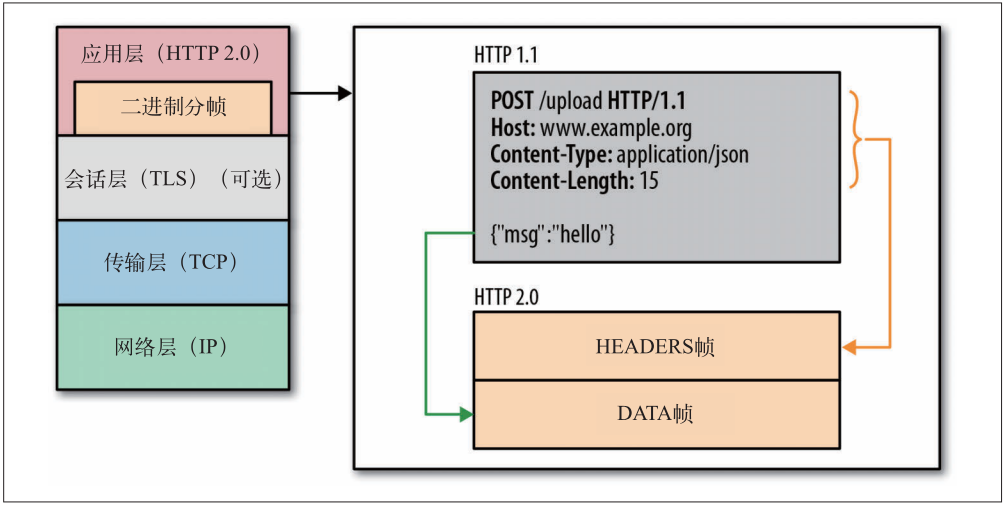 应用层（HTTP 2.0）
二进制分帧
会话层（TLS）（可选）
传输层（TCP）
网络层（IP）
HTTP 1.1
POST /upload HTTP/1.1
Host: www.example.org
Content-Type: application/json
Content-Length: 15
{"msg":"hello"}
HTTP 2.0
HEADERS帧
DATA帧